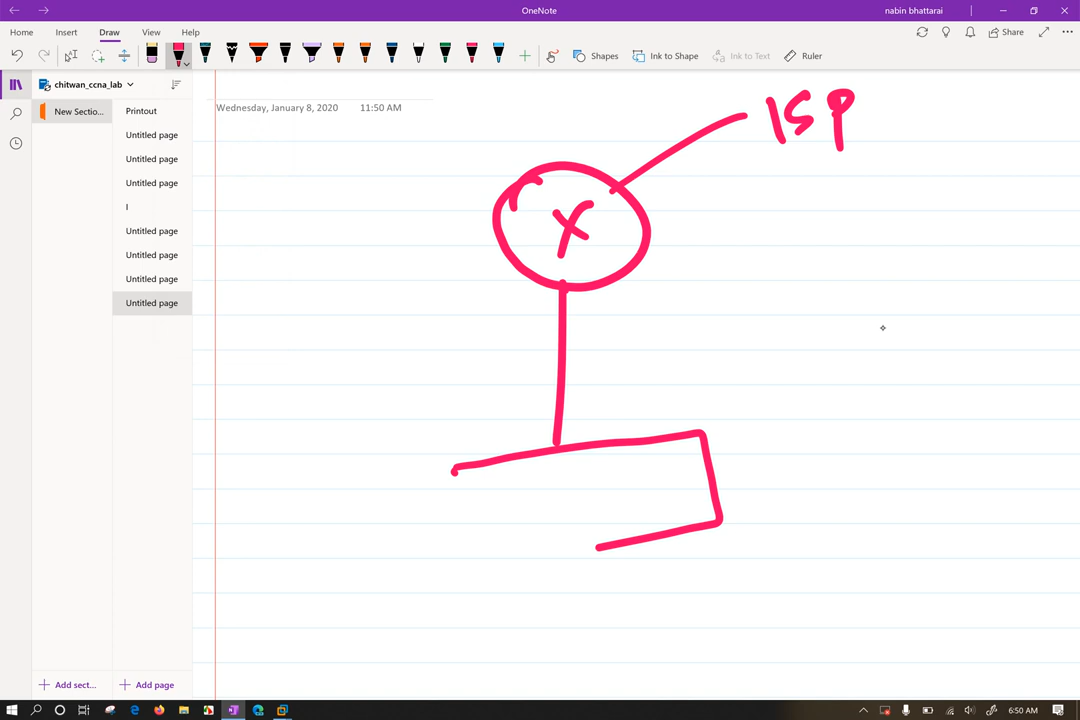 OneNote
nabin bhattarai
Home
Insert
Draw
View
Help
Share
Shapes
Ink to Shape
Ink to Text
Ruler
chitwan_ccna_lab
New Sectio...
Printout
Untitled page
Untitled page
Untitled page
I
Untitled page
Untitled page
Untitled page
Untitled page
Wednesday, January 8, 2020
11:50 AM
ISP
X
Add sect...
Add page
6:50 AM